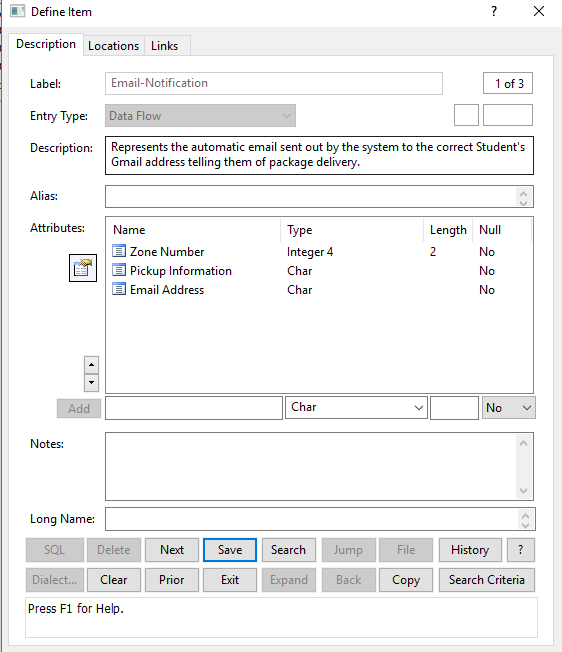 Define Item
?
Description Locations Links
Label: Email-Notification 1 of 3
Entry Type: Data Flow
Description: Represents the automatic email sent out by the system to the correct Student's
Gmail address telling them of package delivery.
Alias:
Attributes: Name Type Length Null
Zone Number Integer 4 2 No
Pickup Information Char No
Email Address Char No
Add Char No
Notes:
Long Name:
SQL Delete Next Save Search Jump File History ?
Dialect... Clear Prior Exit Expand Back Copy Search Criteria
Press F1 for Help.